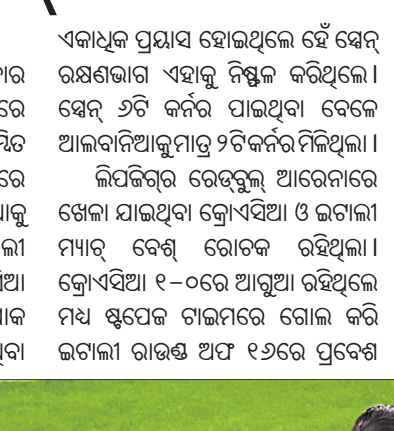 ଏକାଧିକ ପ୍ରୟାସ ହୋଇଥିଲେ ହେଁ ସ୍ପେନ୍
ରକ୍ଷଣଭାଗ ଏହାକୁ ନିଷ୍ଫଳ କରିଥିଲେ।
ସ୍ପେନ୍ ୬ଟି କର୍ନର ପାଇଥିବା ବେଳେ
ଆଲବାନିଆକୁ ମାତ୍ର ୨ଟି କର୍ନର ମିଳିଥିଲା।
ଲିପଜିଗ୍‌ର ରେଡ୍‌ବୁଲ୍ ଆରେନାରେ
ଖେଳା ଯାଇଥିବା କ୍ରୋଏସିଆ ଓ ଇଟାଲୀ
ମ୍ୟାଚ୍ ବେଶ୍ ରୋଚକ ରହିଥିଲା।
କ୍ରୋଏସିଆ ୧–୦ରେ ଆଗୁଆ ରହିଥିଲେ
ମଧ୍ୟ ଷ୍ଟପେଜ ଟାଇମରେ ଗୋଲ କରି
ଇଟାଲୀ ରାଉଣ୍ଡ ଅଫ ୧୬ରେ ପ୍ରବେଶ